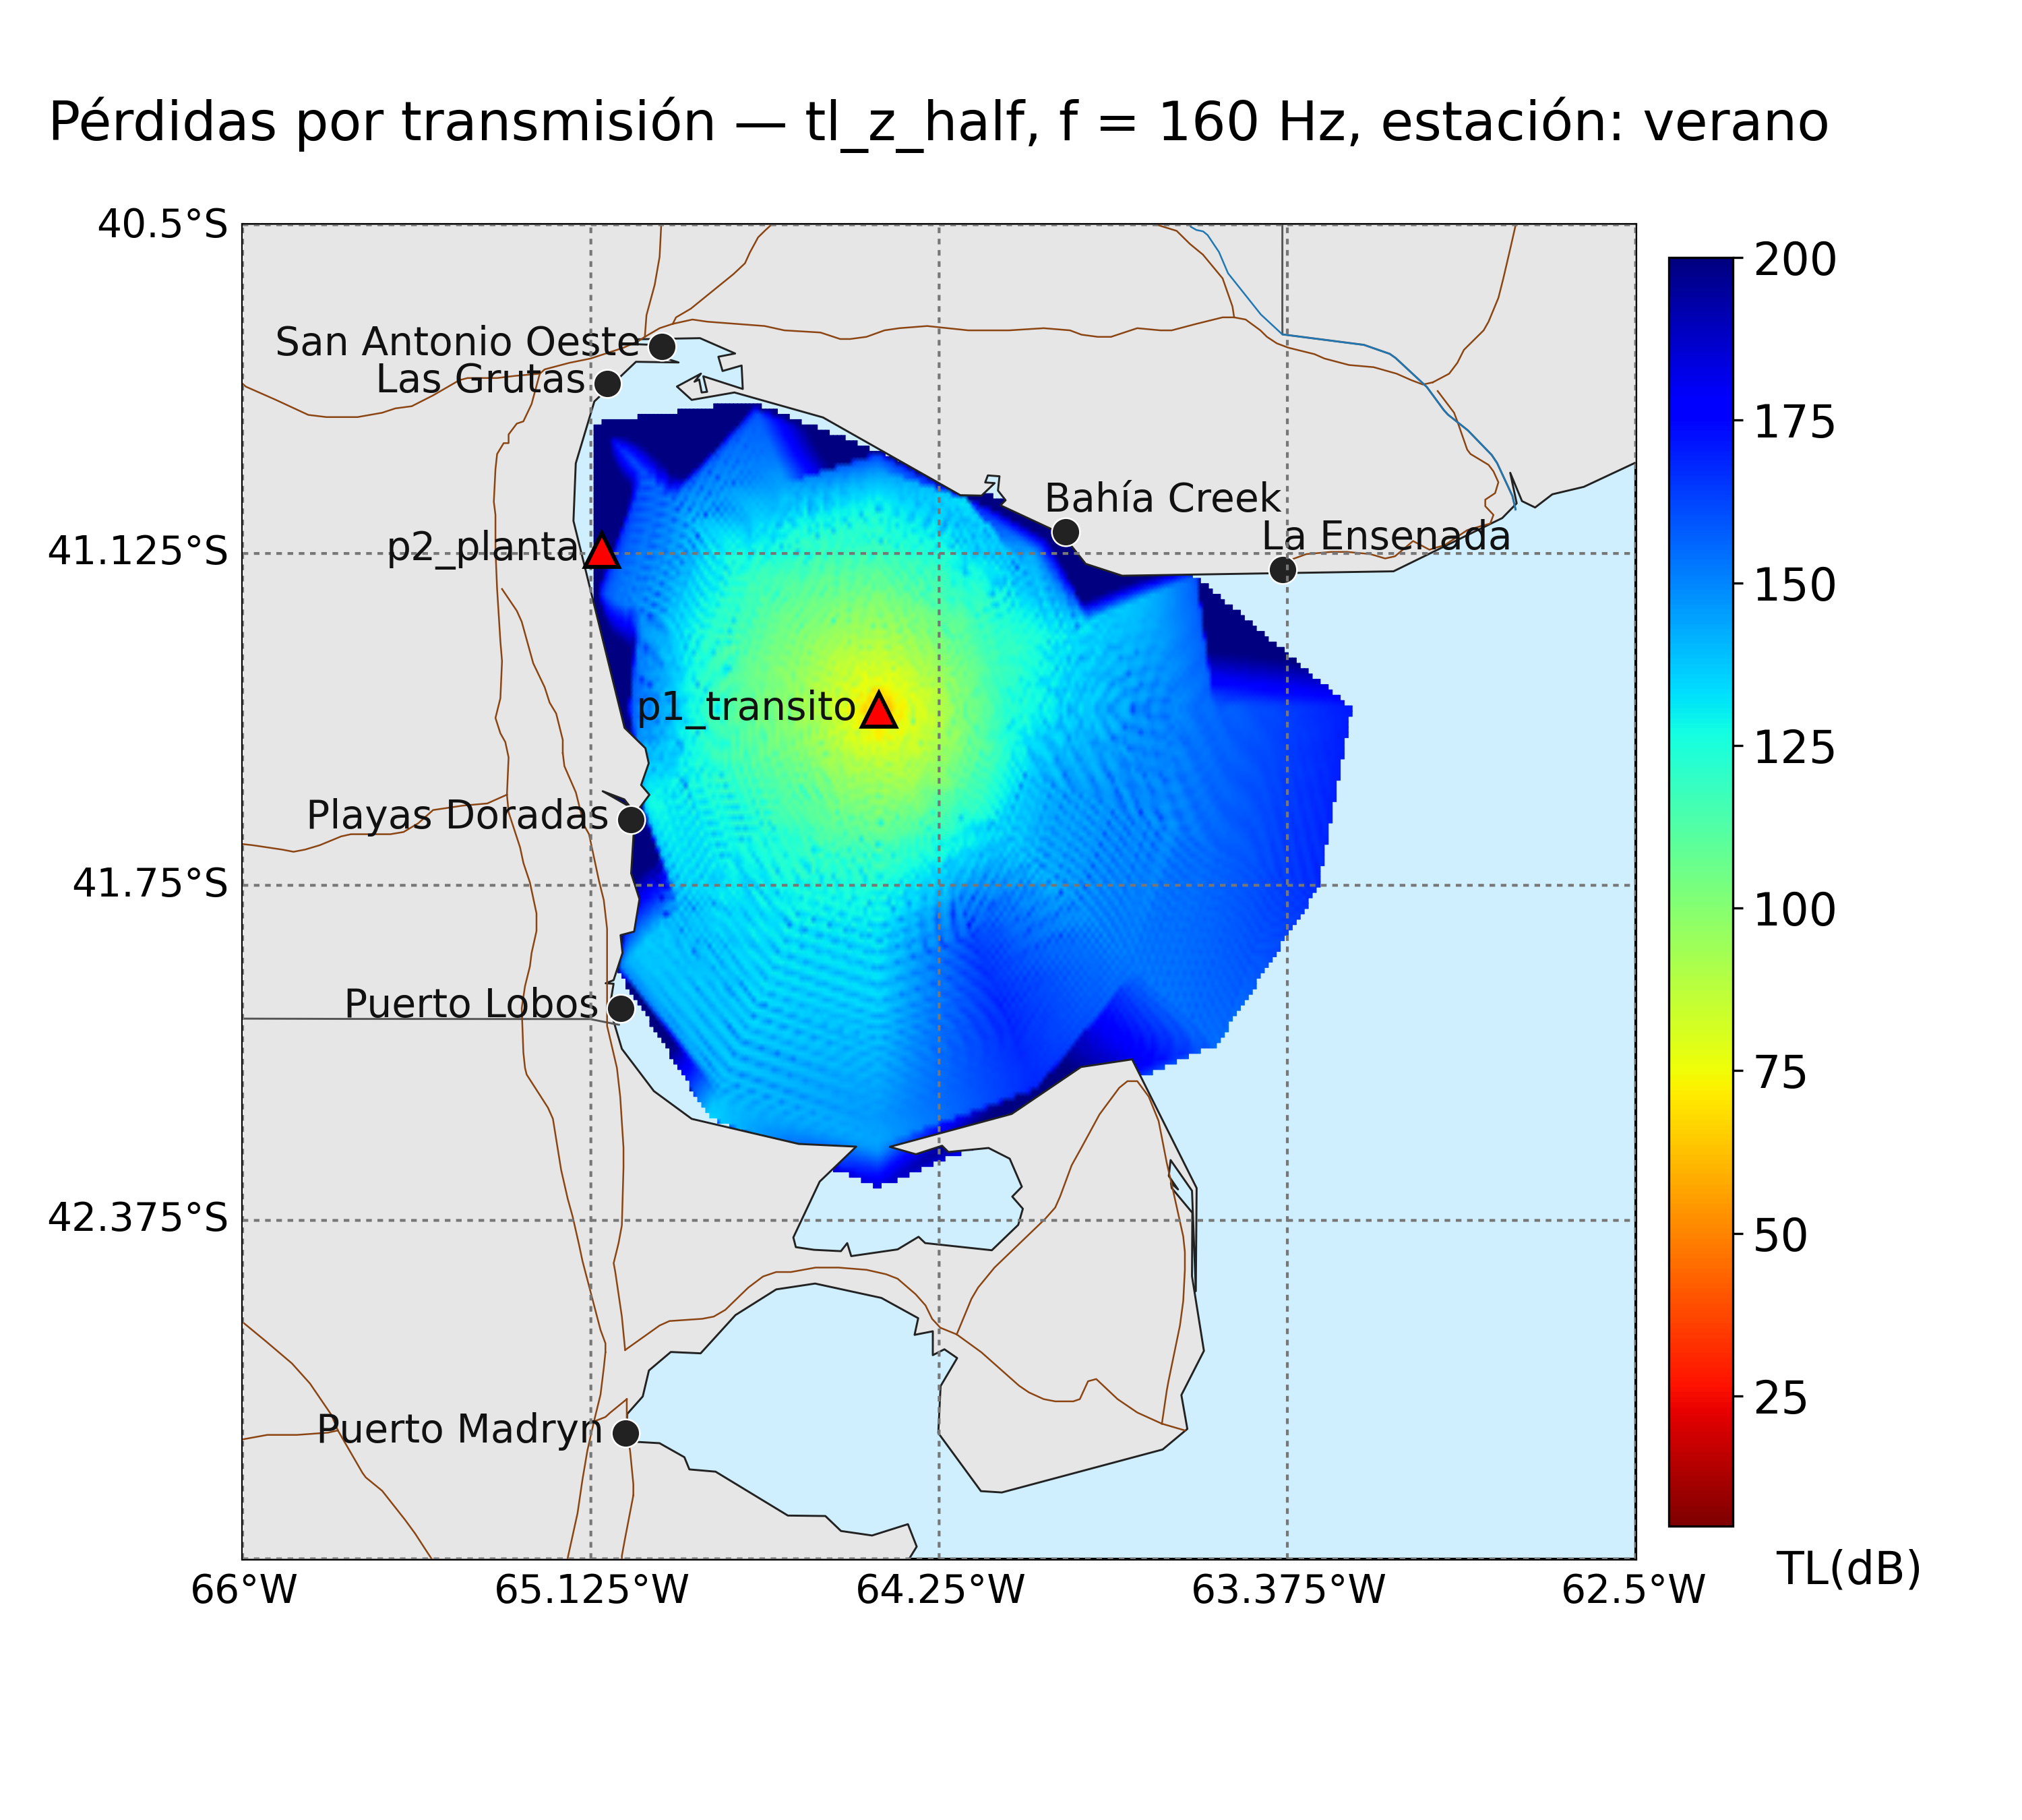 Pérdidas por transmisión — tl_z_half, f = 160 Hz, estación: verano
40.5°S
41.125°S
41.75°S
42.375°S
San Antonio Oeste
Las Grutas
Bahía Creek
La Ensenada
p2_planta
p1_transito
Playas Doradas
Puerto Lobos
Puerto Madryn
66°W
65.125°W
64.25°W
63.375°W
62.5°W
200
175
150
125
100
75
50
25
TL(dB)